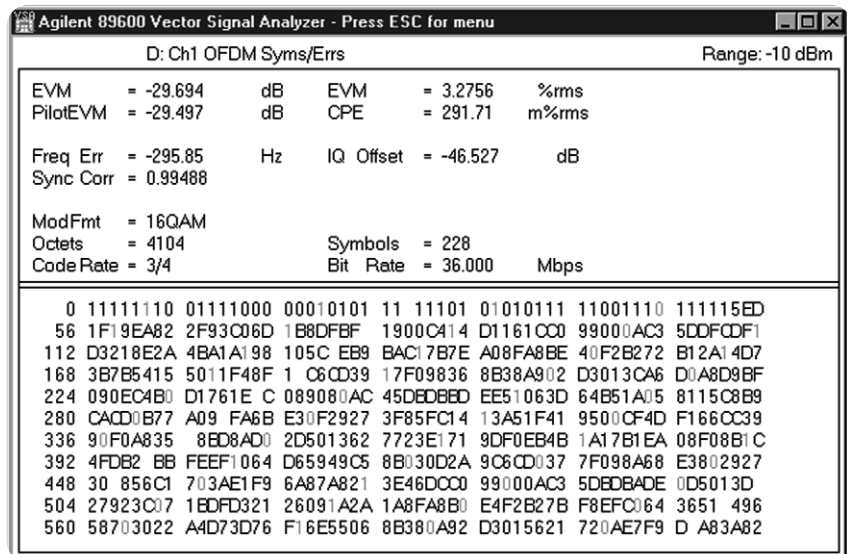 Agilent 89600 Vector Signal Analyzer - Press ESC for menu
D: Ch1 OFDM Syms/Errs Range: -10 dBm
EVM = -29.694 dB EVM = 3.2756 %rms
PilotEVM = -29.497 dB CPE = 291.71 m%rms
Freq Err = -295.85 Hz IQ Offset = -46.527 dB
Sync Corr = 0.99488
ModFmt = 16QAM
Octets = 4104 Symbols = 228
Code Rate = 3/4 Bit Rate = 36.000 Mbps
0 11111110 01111000 00010101 11 11101 01010111 11001110 111115ED
56 1F19EA82 2F93C06D 1B8DFBF 1900C414 D1161CC0 99000AC3 5DDFCDF1
112 D3218E2A 4BA1A198 105C EB9 BAC17B7E A08FA8BE 40F2B272 B12A14D7
168 3B7B5415 5011F48F 1 C6CD39 17F09836 8B38A902 D3013CA6 D0A8D9BF
224 090EC4B0 D1761E C 089080AC 45DBDBBD EE51063D 64B51A05 8115C8B9
280 CACD0B77 A09 FA6B E30F2927 3F85FC14 13A51F41 9500CF4D F166CC39
336 90F0A835 8BD8AD0 2D501362 7723E171 9DF0EB4B 1A17B1EA 08F08B1C
392 4FDB2 BB FEEF1064 D65949C5 8B030D2A 9C6CD037 7F098A68 E3802927
448 30 856C1 703AE1F9 6A87A821 3E46DCC0 99000AC3 5DBDBADE 0D5013D
504 27923C07 1BDFD321 26091A2A 1A8FA8B0 E4F2B27B F8EFC064 3651 496
560 58703022 A4D73D76 F16E5506 8B380A92 D3015621 720AE7F9 D A83A82